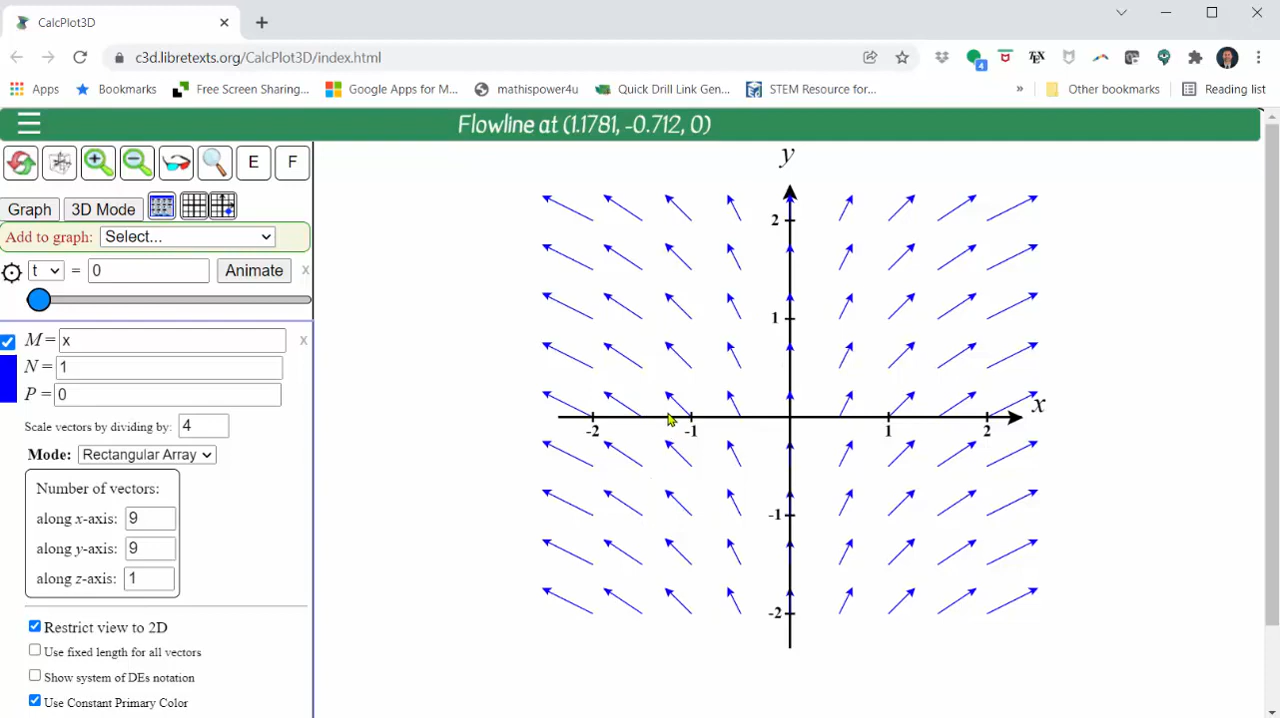 CalcPlot3D
c3d.libretexts.org/CalcPlot3D/index.html
4
TEX
Apps Bookmarks Free Screen Sharing... Google Apps for M... mathispower4u Quick Drill Link Gen... STEM Resource for... » Other bookmarks Reading list
Flowline at (1.1781, -0.712, 0)
E F
Graph 3D Mode
Add to graph: Select...
t = 0 Animate x
M = x x
N = 1
P = 0
Scale vectors by dividing by: 4
Mode: Rectangular Array
Number of vectors:
along x-axis: 9
along y-axis: 9
along z-axis: 1
Restrict view to 2D
Use fixed length for all vectors
Show system of DEs notation
Use Constant Primary Color
y
2
1
x
-2 -1 1 2
-1
-2